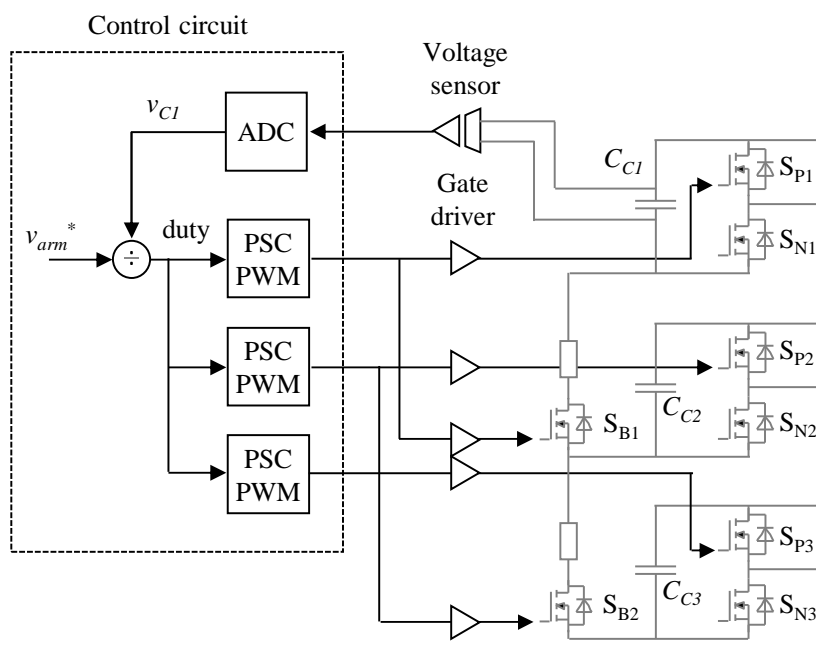 Control circuit
Voltage
sensor
v_C1
ADC
C_C1
S_P1
Gate
driver
v_arm*
÷
duty
PSC
PWM
S_N1
PSC
PWM
S_P2
C_C2
S_B1
S_N2
PSC
PWM
S_P3
C_C3
S_B2
S_N3